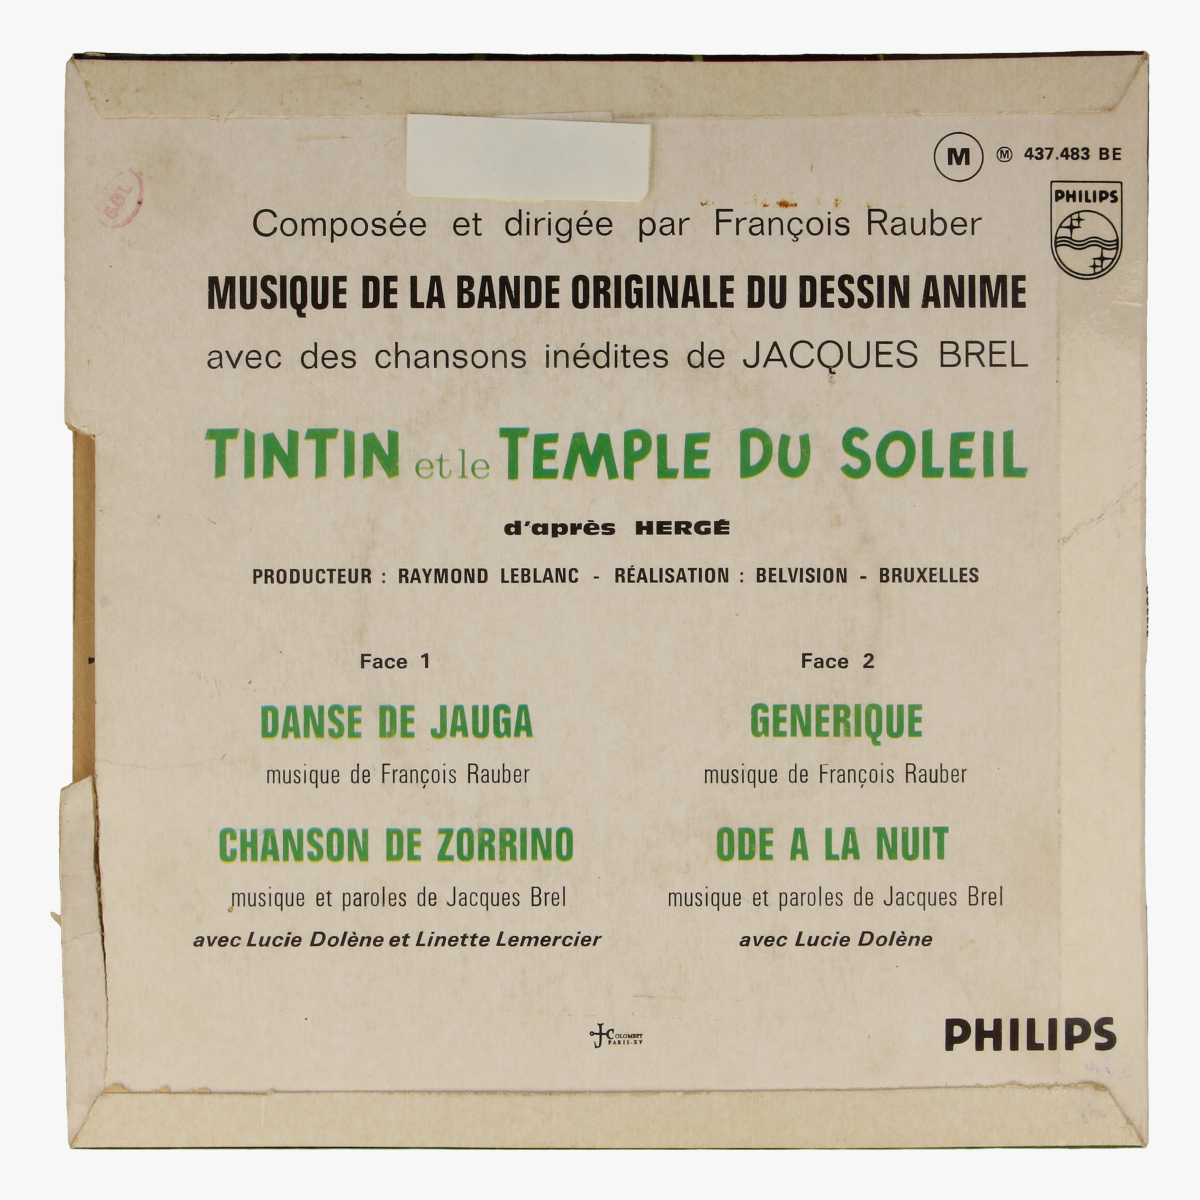 M Ⓜ 437.483 BE
BBL
PHILIPS
Composée et dirigée par François Rauber
MUSIQUE DE LA BANDE ORIGINALE DU DESSIN ANIME
avec des chansons inédites de JACQUES BREL
TINTIN et le TEMPLE DU SOLEIL
d'après HERGÉ
PRODUCTEUR : RAYMOND LEBLANC - RÉALISATION : BELVISION - BRUXELLES
Face 1
DANSE DE JAUGA
musique de François Rauber
CHANSON DE ZORRINO
musique et paroles de Jacques Brel
avec Lucie Dolène et Linette Lemercier
Face 2
GENERIQUE
musique de François Rauber
ODE A LA NUIT
musique et paroles de Jacques Brel
avec Lucie Dolène
J COLOMBET
PARIS-XV
PHILIPS